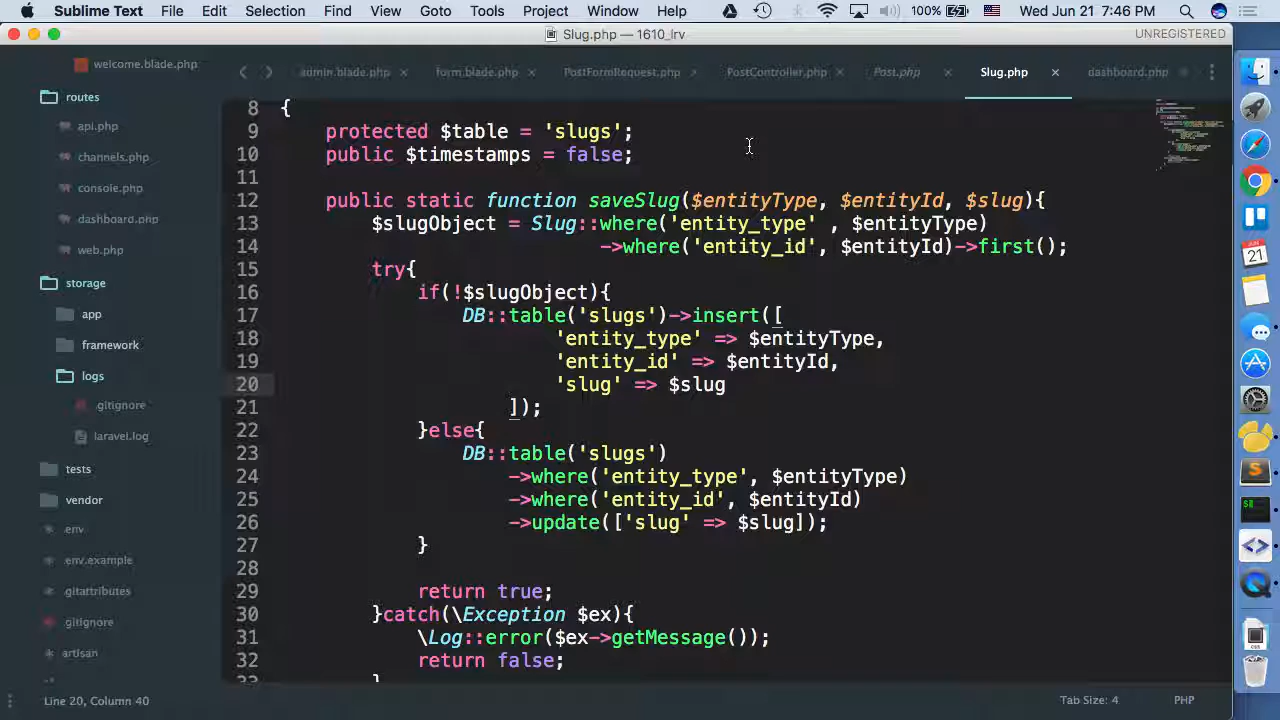 Sublime Text File Edit Selection Find View Goto Tools Project Window Help 100% Wed Jun 21 7:46 PM
Slug.php — 1610_lrv UNREGISTERED
admin.blade.php form.blade.php PostFormRequest.php PostController.php Post.php Slug.php dashboard.php
welcome.blade.php
routes
api.php
channels.php
console.php
dashboard.php
web.php
storage
app
framework
logs
.gitignore
laravel.log
tests
vendor
.env
.env.example
.gitattributes
.gitignore
artisan
8 {
9 protected $table = 'slugs';
10 public $timestamps = false;
11
12 public static function saveSlug($entityType, $entityId, $slug){
13 $slugObject = Slug::where('entity_type' , $entityType)
14 ->where('entity_id', $entityId)->first();
15 try{
16 if(!$slugObject){
17 DB::table('slugs')->insert([
18 'entity_type' => $entityType,
19 'entity_id' => $entityId,
20 'slug' => $slug
21 ]);
22 }else{
23 DB::table('slugs')
24 ->where('entity_type', $entityType)
25 ->where('entity_id', $entityId)
26 ->update(['slug' => $slug]);
27 }
28
29 return true;
30 }catch(\Exception $ex){
31 \Log::error($ex->getMessage());
32 return false;
33 }
Line 20, Column 40 Tab Size: 4 PHP
JUN
21